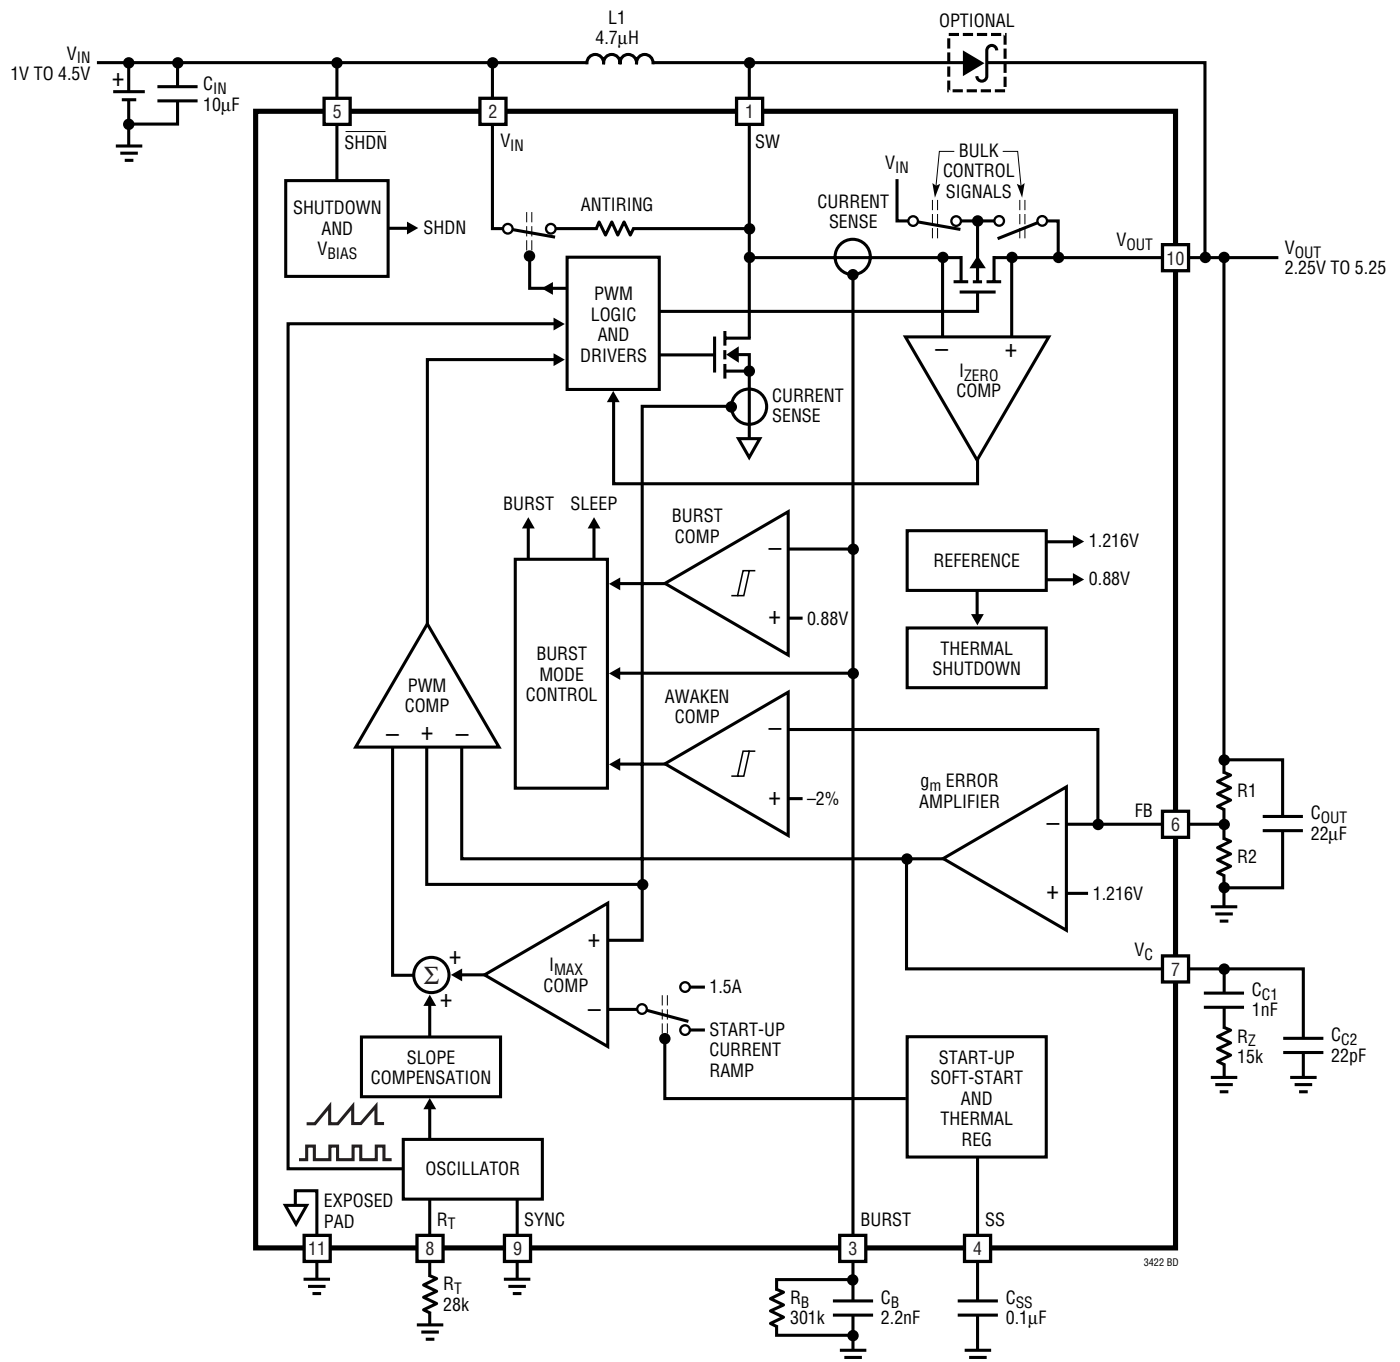 L1
4.7µH
OPTIONAL
VIN
1V TO 4.5V
+
CIN
10µF
5
2
1
SHDN
VIN
SW
SHUTDOWN
AND
VBIAS
SHDN
ANTIRING
CURRENT
SENSE
VIN
BULK
CONTROL
SIGNALS
VOUT
10
VOUT
2.25V TO 5.25
PWM
LOGIC
AND
DRIVERS
CURRENT
SENSE
– +
IZERO
COMP
BURST
SLEEP
BURST
COMP
–
+
0.88V
REFERENCE
1.216V
0.88V
THERMAL
SHUTDOWN
BURST
MODE
CONTROL
PWM
COMP
– + –
AWAKEN
COMP
–
+
–2%
gm ERROR
AMPLIFIER
–
+
1.216V
FB
6
R1
R2
COUT
22µF
VC
7
CC1
1nF
RZ
15k
CC2
22pF
Σ
+
+
IMAX
COMP
+
–
1.5A
START-UP
CURRENT
RAMP
SLOPE
COMPENSATION
START-UP
SOFT-START
AND
THERMAL
REG
OSCILLATOR
EXPOSED
PAD
RT
SYNC
BURST
SS
11
8
9
3
4
3422 BD
RT
28k
RB
301k
CB
2.2nF
CSS
0.1µF